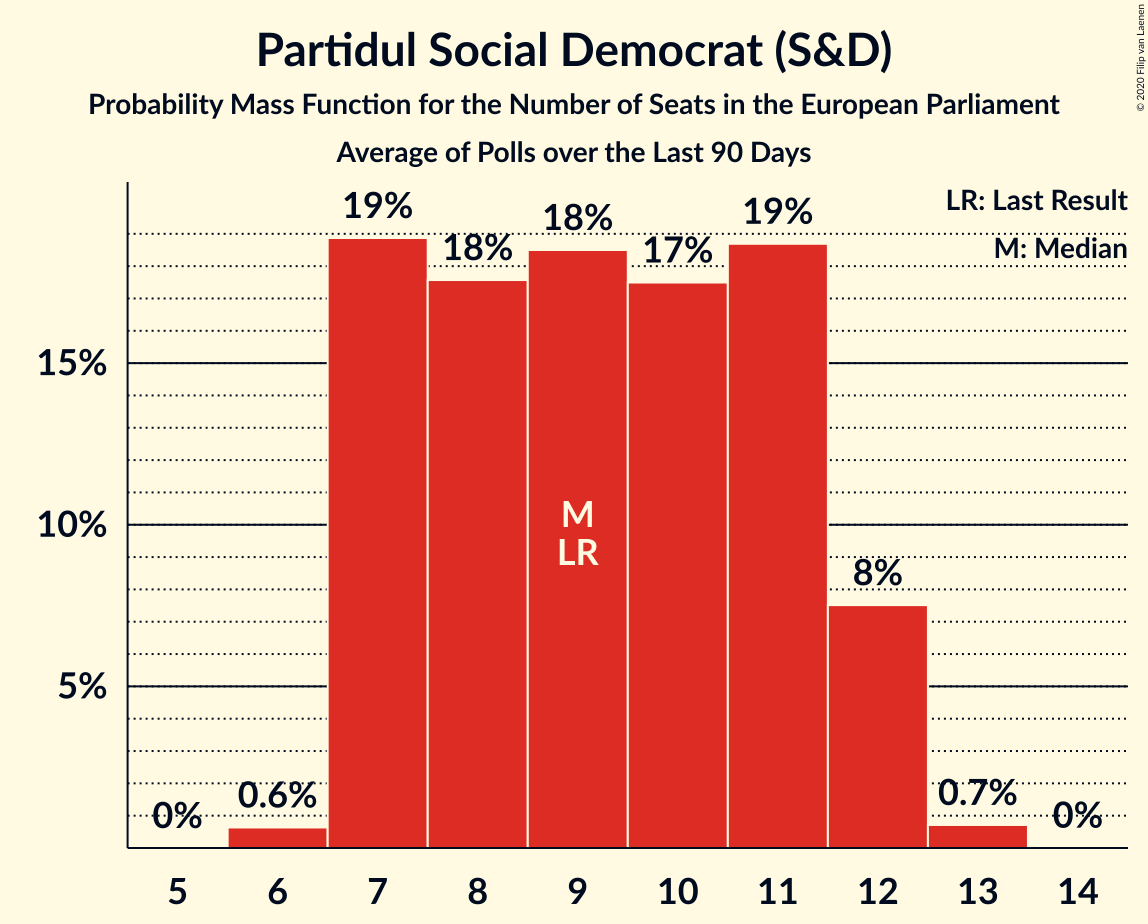 Partidul Social Democrat (S&D)
Probability Mass Function for the Number of Seats in the European Parliament
Average of Polls over the Last 90 Days
© 2020 Filip van Laenen
LR: Last Result
M: Median
19%
18%
18%
17%
19%
15%
10%
5%
M
LR
8%
0%
0.6%
0.7%
0%
5 6 7 8 9 10 11 12 13 14